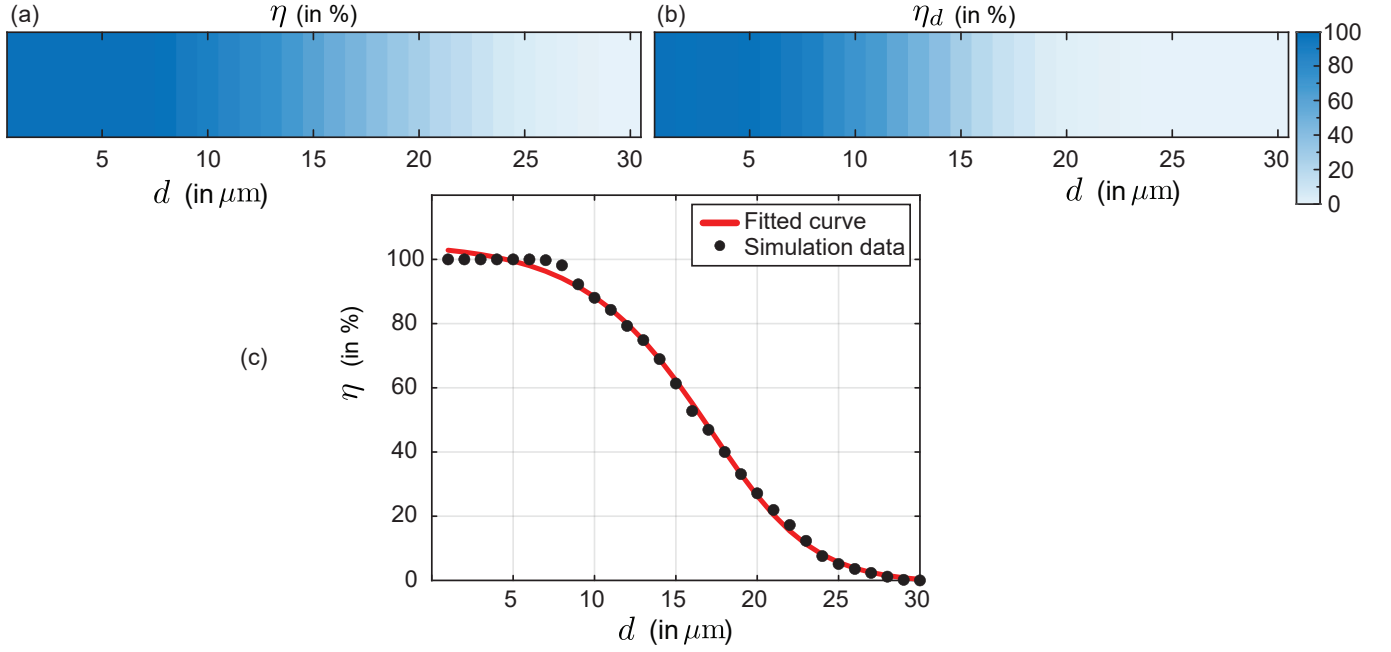 (a) η (in %)
(b) η_d (in %)
100
80
60
40
20
0
5 10 15 20 25 30
5 10 15 20 25 30
d (in μm)
d (in μm)
Fitted curve
Simulation data
(c)
η (in %)
100
80
60
40
20
0
5 10 15 20 25 30
d (in μm)